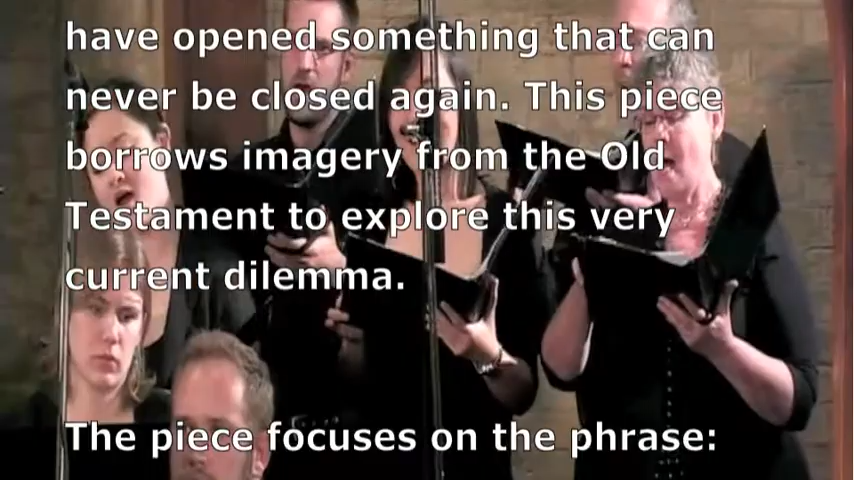 have opened something that can
never be closed again. This piece
borrows imagery from the Old
Testament to explore this very
current dilemma.
The piece focuses on the phrase: